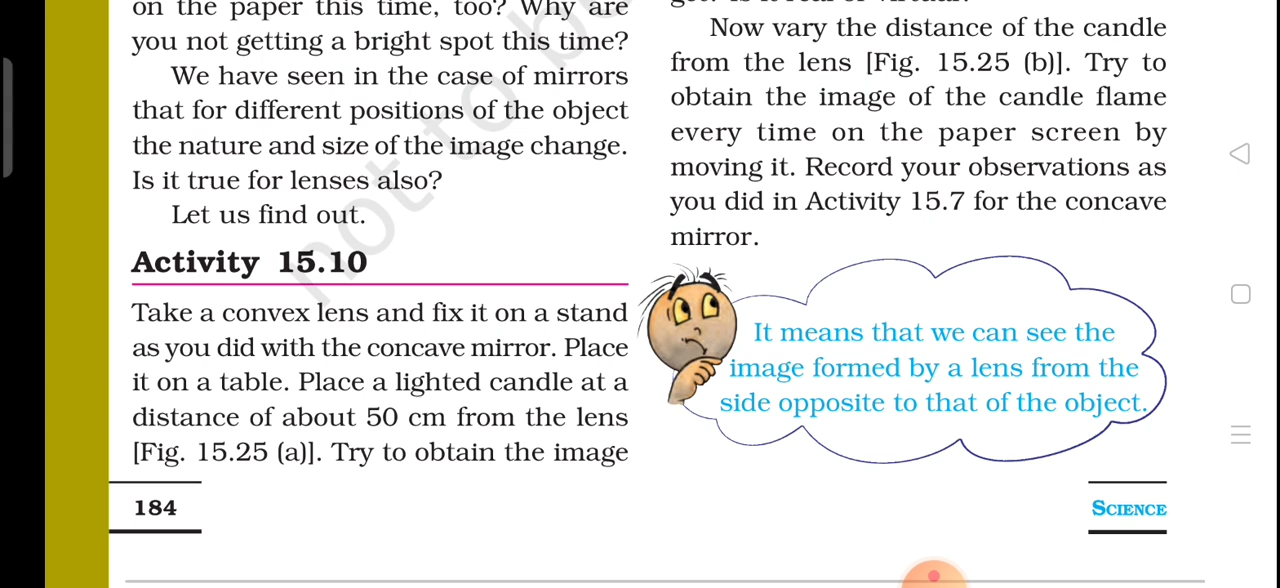 on the paper this time, too? Why are
you not getting a bright spot this time?
We have seen in the case of mirrors
that for different positions of the object
the nature and size of the image change.
Is it true for lenses also?
Let us find out.
Activity 15.10
Take a convex lens and fix it on a stand
as you did with the concave mirror. Place
it on a table. Place a lighted candle at a
distance of about 50 cm from the lens
[Fig. 15.25 (a)]. Try to obtain the image
Now vary the distance of the candle
from the lens [Fig. 15.25 (b)]. Try to
obtain the image of the candle flame
every time on the paper screen by
moving it. Record your observations as
you did in Activity 15.7 for the concave
mirror.
It means that we can see the
image formed by a lens from the
side opposite to that of the object.
184
SCIENCE
not to be